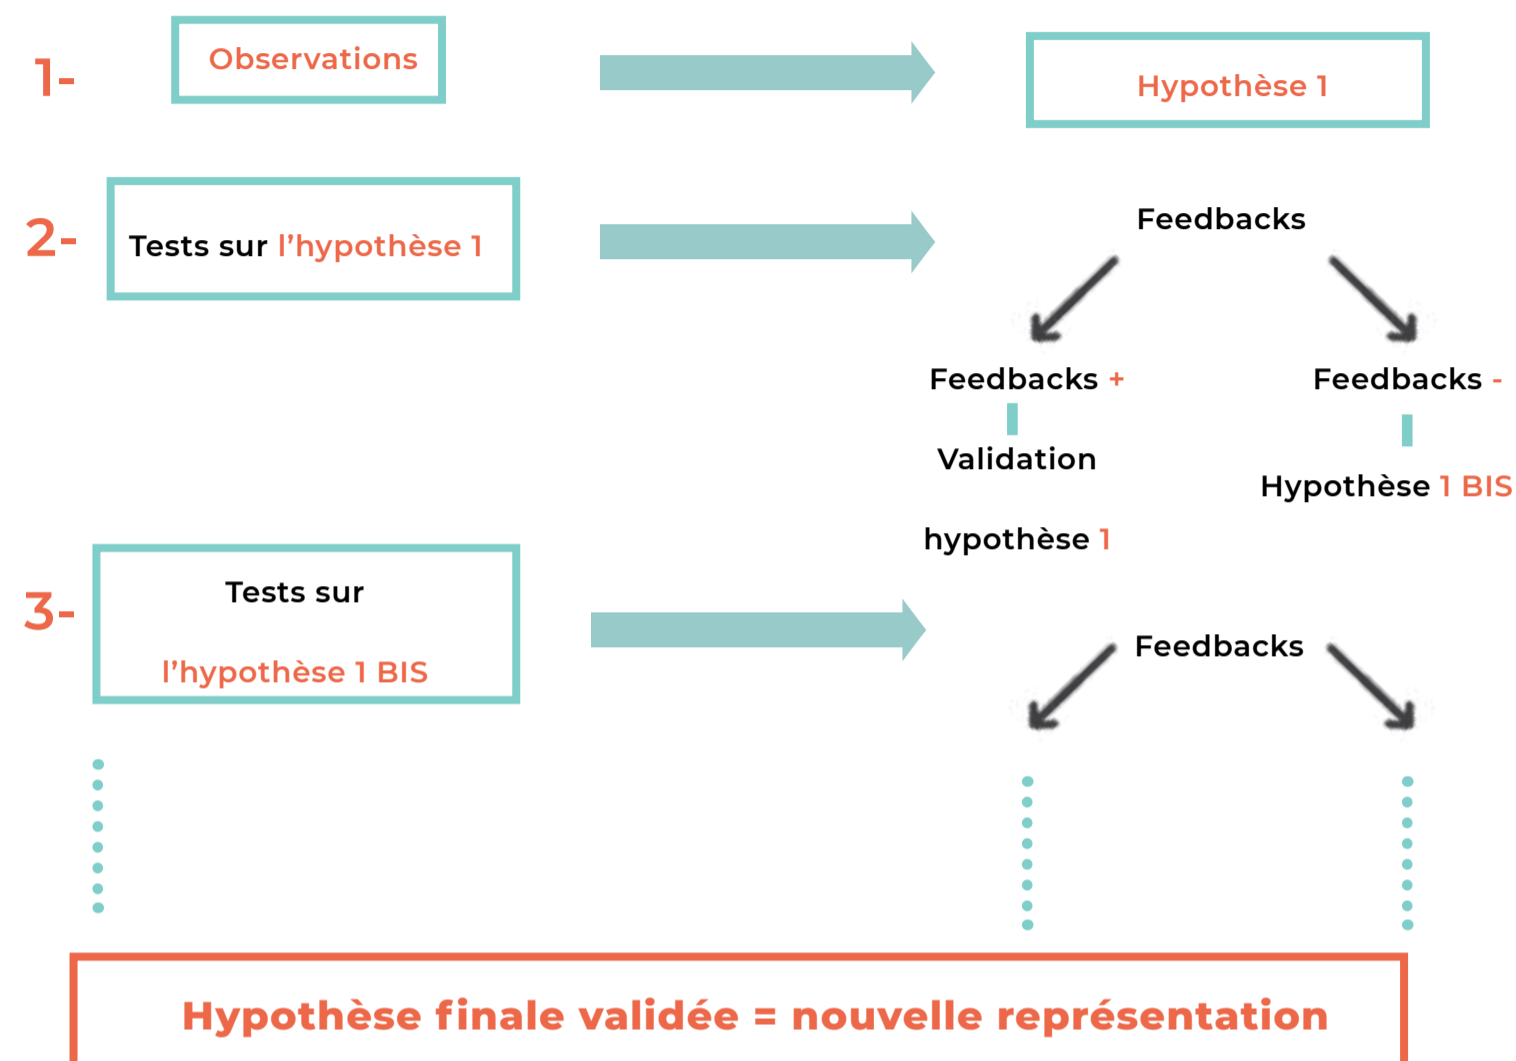 1-
Observations
Hypothèse 1
2-
Tests sur l’hypothèse 1
Feedbacks
Feedbacks +
Feedbacks -
Validation
hypothèse 1
Hypothèse 1 BIS
3-
Tests sur
l’hypothèse 1 BIS
Feedbacks
Hypothèse finale validée = nouvelle représentation